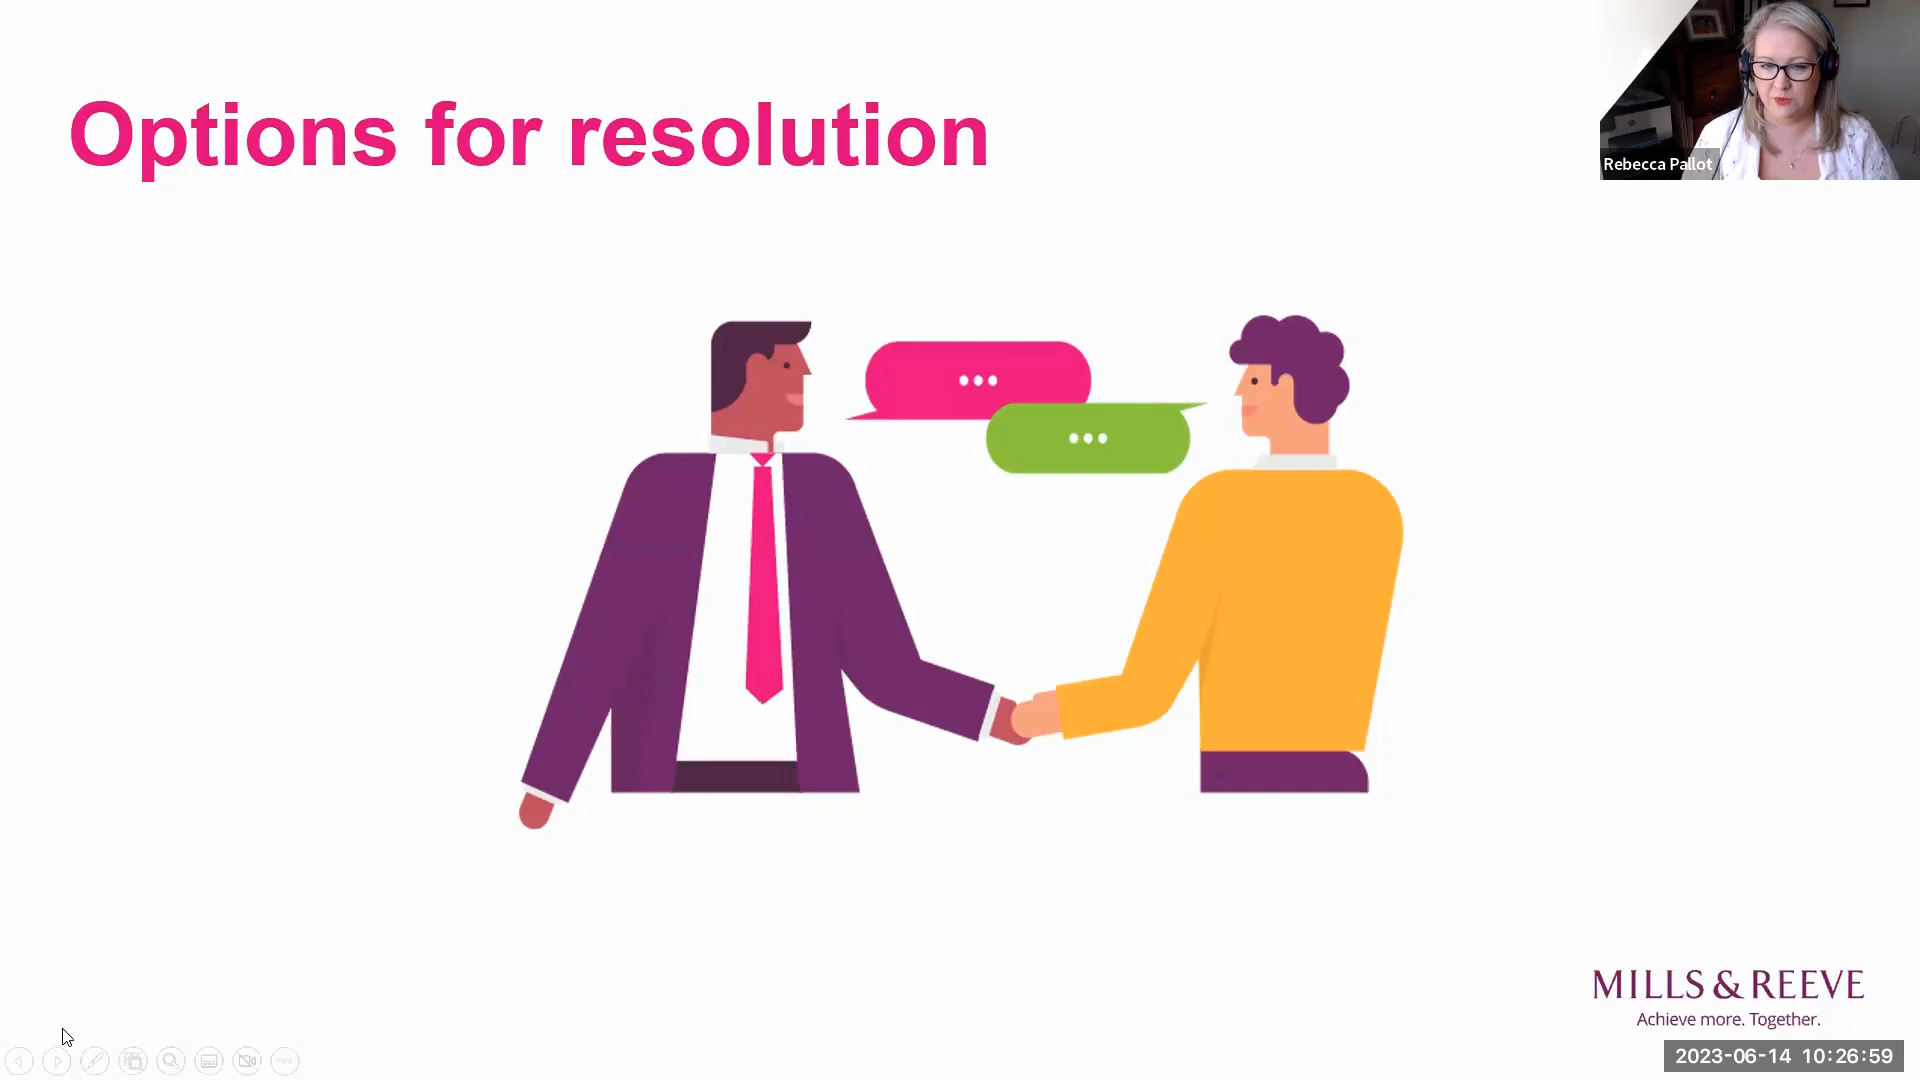 Options for resolution
Rebecca Pallot
MILLS & REEVE
Achieve more. Together.
2023-06-14 10:26:59